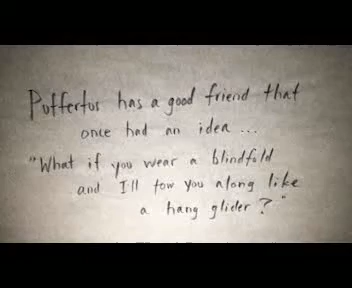 Puffertus has a good friend that
once had an idea ...
"What if you wear a blindfold
and I'll tow you along like
a hang glider?"